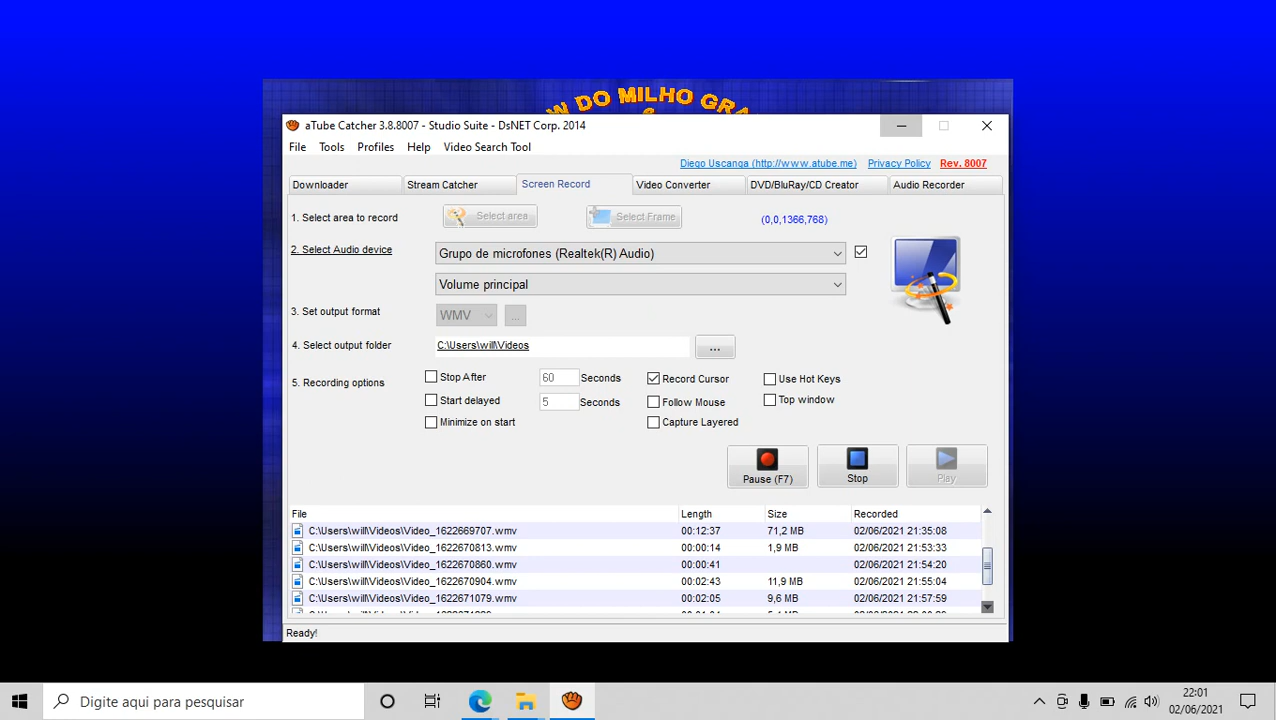 W DO MILHO GRA
aTube Catcher 3.8.8007 - Studio Suite - DsNET Corp. 2014
File Tools Profiles Help Video Search Tool
Diego Uscanga (http://www.atube.me) Privacy Policy Rev. 8007
Downloader Stream Catcher Screen Record Video Converter DVD/BluRay/CD Creator Audio Recorder
1. Select area to record Select area Select Frame (0,0,1366,768)
2. Select Audio device Grupo de microfones (Realtek(R) Audio)
Volume principal
3. Set output format WMV ...
4. Select output folder C:\Users\will\Videos ...
5. Recording options Stop After 60 Seconds Record Cursor Use Hot Keys
Start delayed 5 Seconds Follow Mouse Top window
Minimize on start Capture Layered
Pause (F7) Stop Play
File Length Size Recorded
C:\Users\will\Videos\Video_1622669707.wmv 00:12:37 71,2 MB 02/06/2021 21:35:08
C:\Users\will\Videos\Video_1622670813.wmv 00:00:14 1,9 MB 02/06/2021 21:53:33
C:\Users\will\Videos\Video_1622670860.wmv 00:00:41 02/06/2021 21:54:20
C:\Users\will\Videos\Video_1622670904.wmv 00:02:43 11,9 MB 02/06/2021 21:55:04
C:\Users\will\Videos\Video_1622671079.wmv 00:02:05 9,6 MB 02/06/2021 21:57:59
Ready!
Digite aqui para pesquisar
22:01
02/06/2021